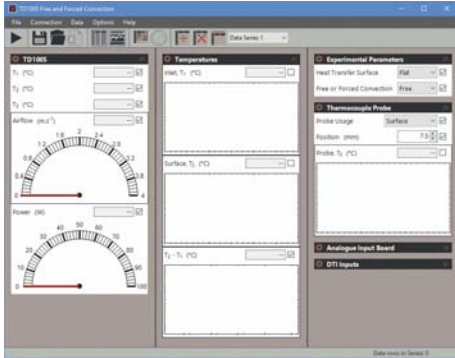 TD1005 Free and Forced Convection
File Connection Data Options Help
Data Series 1
TD1005
T₁ (°C)
T₂ (°C)
T₃ (°C)
Airflow (m.s⁻¹)
0 0.4 0.8 1.2 1.6 2 2.4 2.8 3.2 3.6 4
Power (W)
0 10 20 30 40 50 60 70 80 90 100
Temperatures
Inlet, T₁ (°C)
Surface, T₂ (°C)
T₂ - T₁ (°C)
Experimental Parameters
Heat Transfer Surface Flat
Free or Forced Convection Free
Thermocouple Probe
Probe Usage Surface
Position (mm) 7.5
Probe, T₃ (°C)
Analogue Input Board
DTI Inputs
Data rows in Series: 0